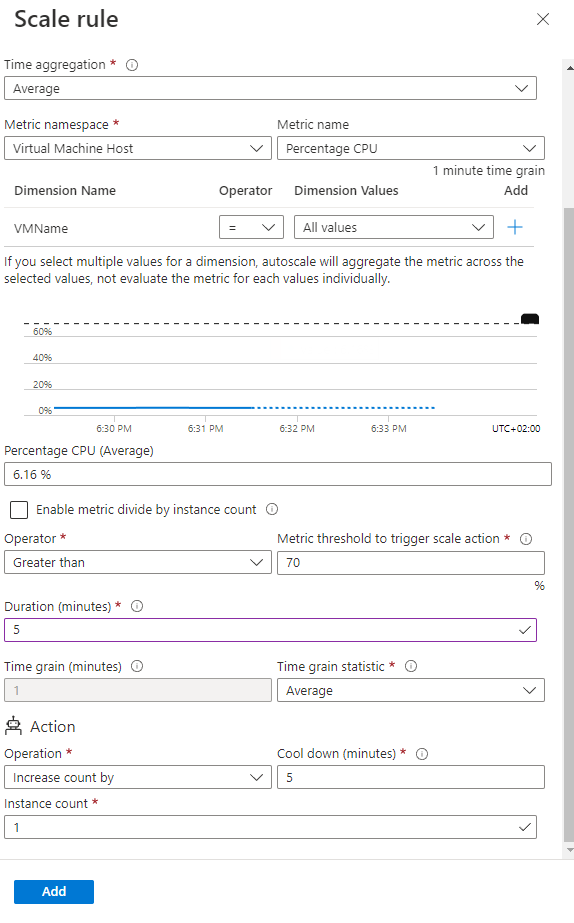 Scale rule
Time aggregation *
Average
Metric namespace * Metric name
Virtual Machine Host Percentage CPU
1 minute time grain
Dimension Name Operator Dimension Values Add
VMName = All values
If you select multiple values for a dimension, autoscale will aggregate the metric across the
selected values, not evaluate the metric for each values individually.
60%
40%
20%
0%
6:30 PM 6:31 PM 6:32 PM 6:33 PM UTC+02:00
Percentage CPU (Average)
6.16 %
Enable metric divide by instance count
Operator * Metric threshold to trigger scale action *
Greater than 70
%
Duration (minutes) *
5
Time grain (minutes) Time grain statistic *
1 Average
Action
Operation * Cool down (minutes) *
Increase count by 5
Instance count *
1
Add